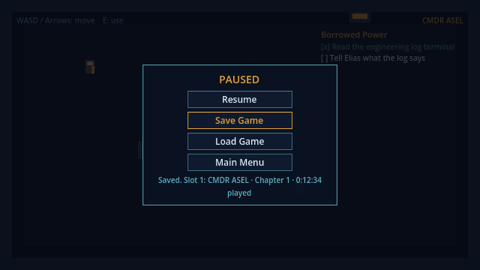 WASD / Arrows: move   E: use
CMDR ASEL
Borrowed Power
[x] Read the engineering log terminal
[ ] Tell Elias what the log says
PAUSED
Resume
Save Game
Load Game
Main Menu
Saved. Slot 1: CMDR ASEL - Chapter 1 - 0:12:34
played